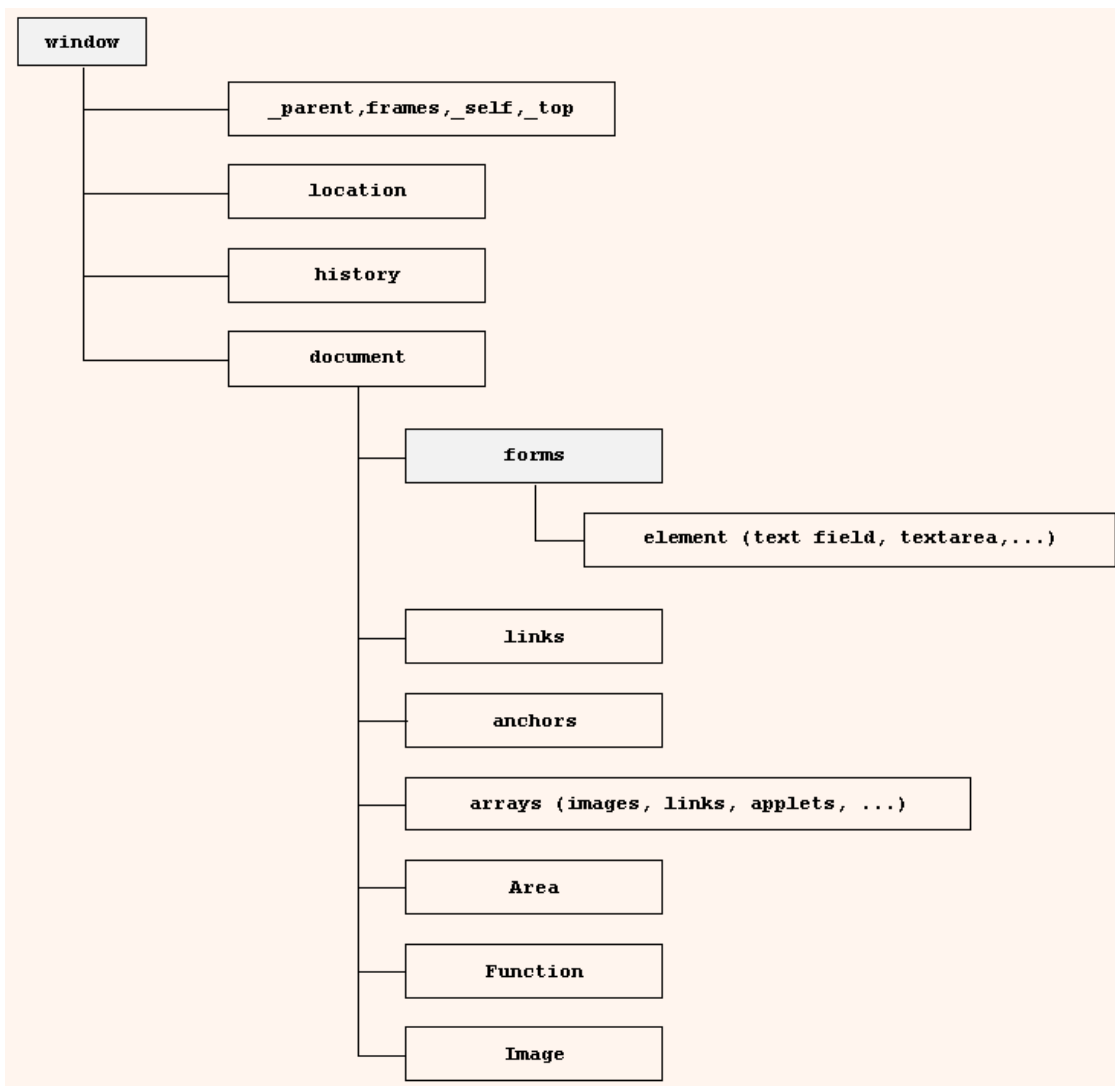 window
_parent,frames,_self,_top
location
history
document
forms
element (text field, textarea,...)
links
anchors
arrays (images, links, applets, ...)
Area
Function
Image